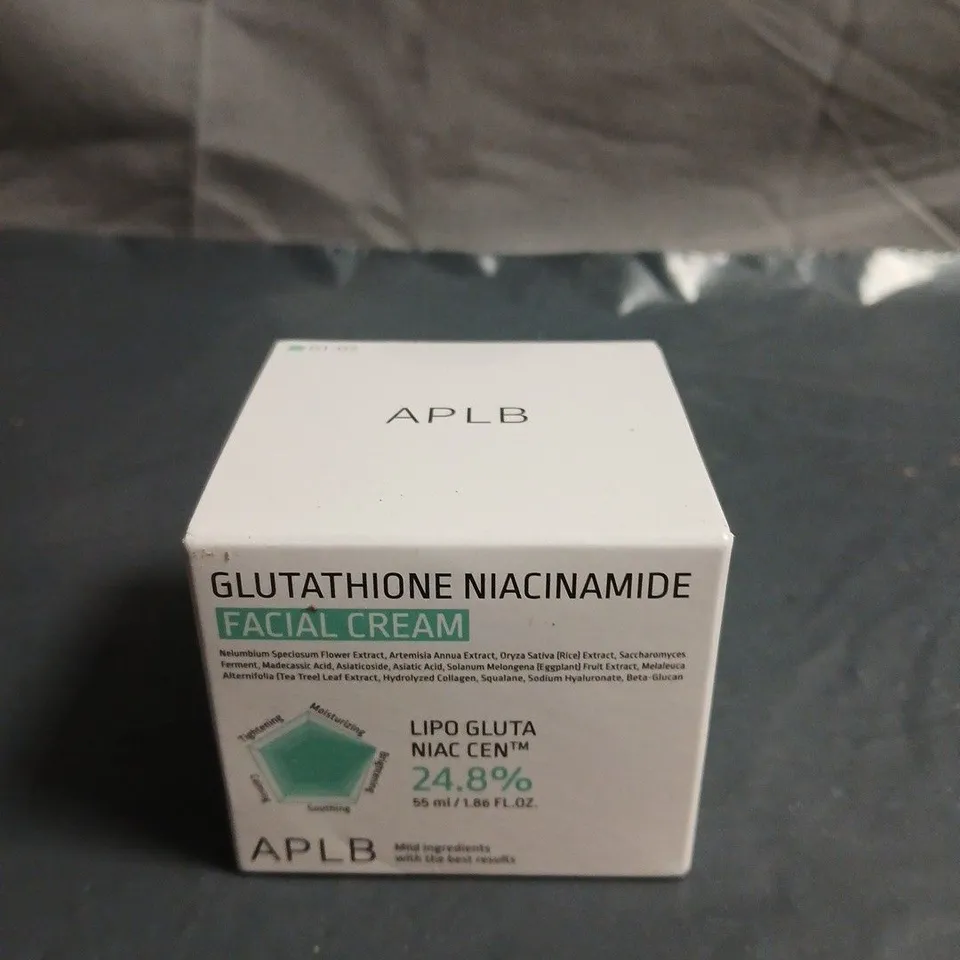 01-02
APLB
GLUTATHIONE NIACINAMIDE
FACIAL CREAM
Nelumbium Speciosum Flower Extract, Artemisia Annua Extract, Oryza Sativa (Rice) Extract, Saccharomyces
Ferment, Madecassic Acid, Asiaticoside, Asiatic Acid, Solanum Melongena (Eggplant) Fruit Extract, Melaleuca
Alternifolia (Tea Tree) Leaf Extract, Hydrolyzed Collagen, Squalane, Sodium Hyaluronate, Beta-Glucan
Tightening
Moisturizing
Brightening
Soothing
LIPO GLUTA
NIAC CEN™
24.8%
55 ml / 1.86 FL.OZ.
APLB
Mild ingredients
with the best results